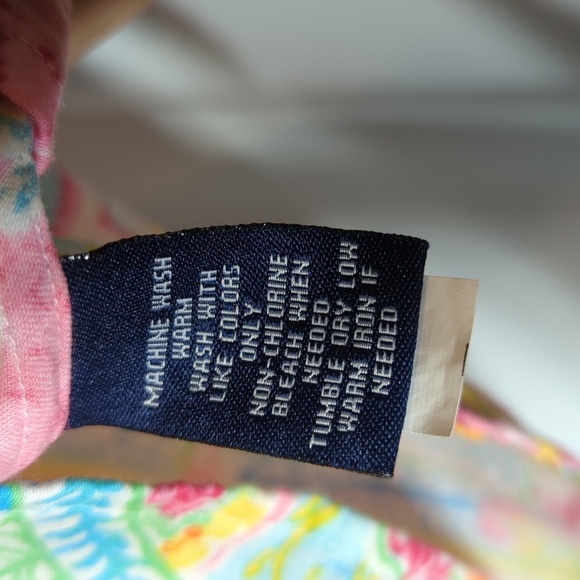 MACHINE WASH
WARM
WASH WITH
LIKE COLORS
ONLY
NON-CHLORINE
BLEACH WHEN
NEEDED
TUMBLE DRY LOW
WARM IRON IF
NEEDED